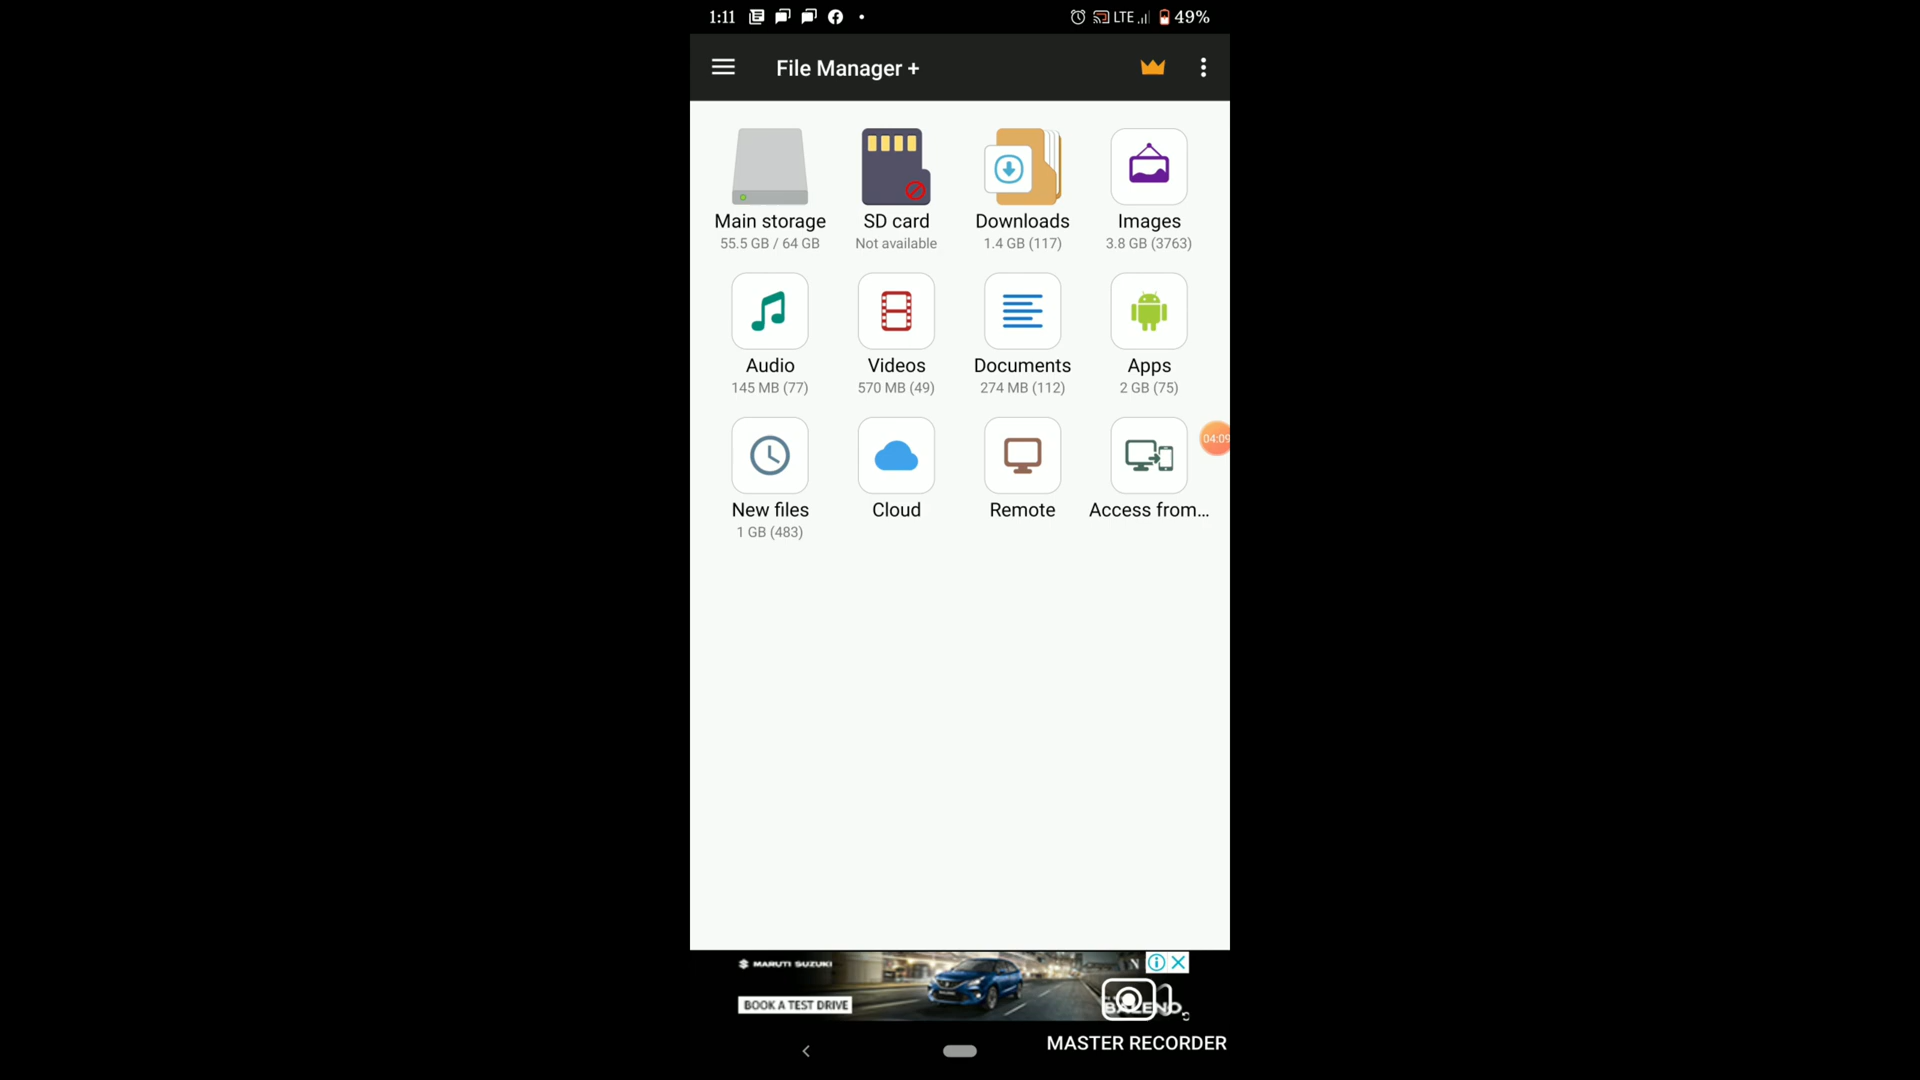 1:11 LTE 49%
File Manager +
Main storage SD card Downloads Images
55.5 GB / 64 GB Not available 1.4 GB (117) 3.8 GB (3763)
Audio Videos Documents Apps
145 MB (77) 570 MB (49) 274 MB (112) 2 GB (75)
04:09
New files Cloud Remote Access from...
1 GB (483)
MARUTI SUZUKI
BOOK A TEST DRIVE
BALENO
MASTER RECORDER